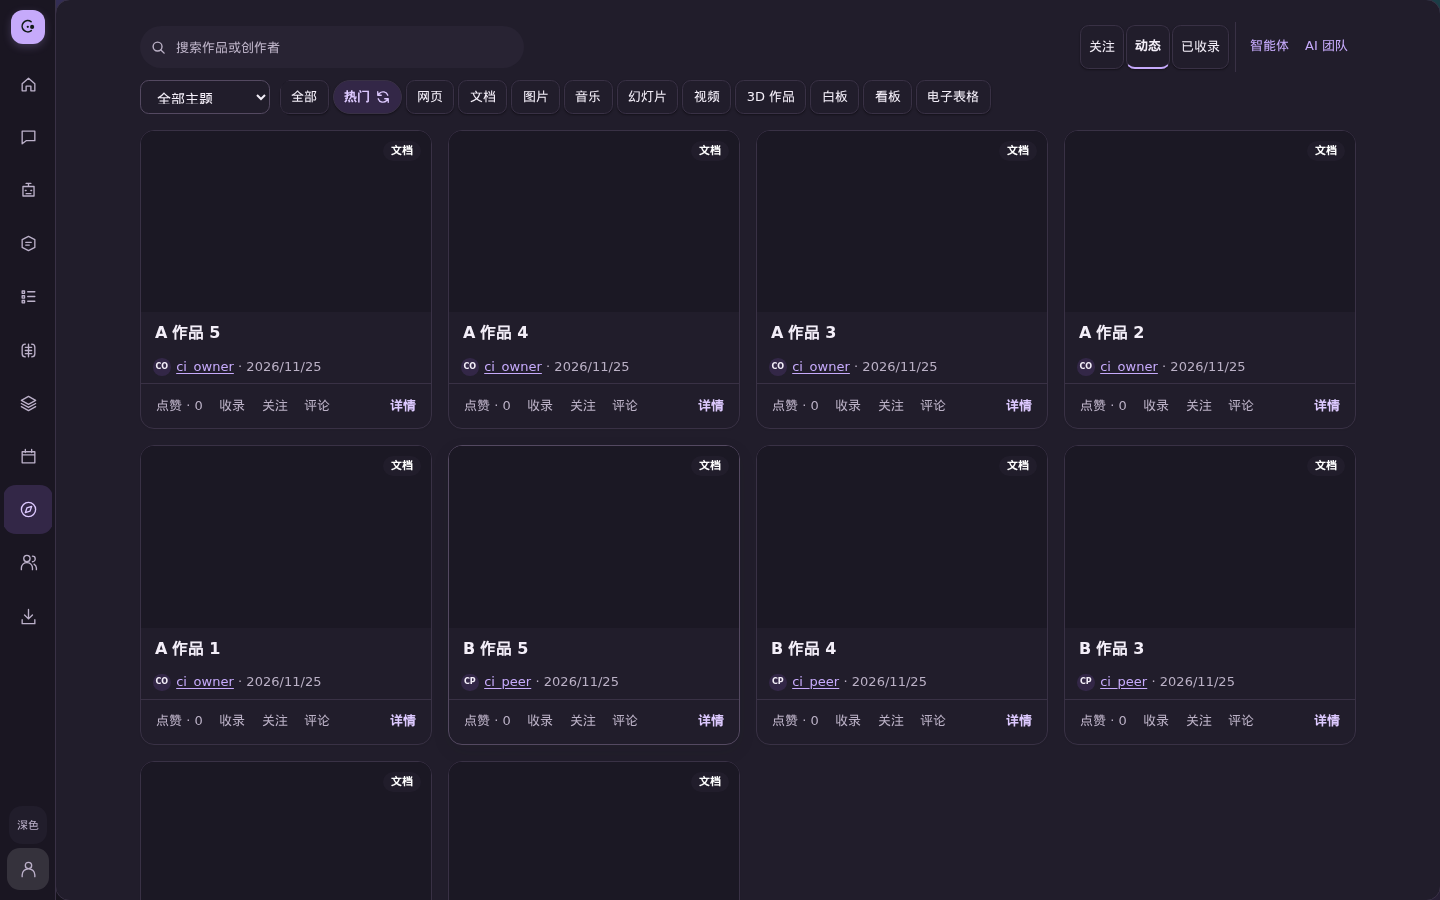 搜索作品或创作者
关注 动态 已收录 智能体 AI 团队
全部主题 全部 热门 网页 文档 图片 音乐 幻灯片 视频 3D 作品 白板 看板 电子表格
文档 文档 文档 文档
A 作品 5 A 作品 4 A 作品 3 A 作品 2
CO ci_owner · 2026/11/25 CO ci_owner · 2026/11/25 CO ci_owner · 2026/11/25 CO ci_owner · 2026/11/25
点赞 · 0 收录 关注 评论 详情 点赞 · 0 收录 关注 评论 详情 点赞 · 0 收录 关注 评论 详情 点赞 · 0 收录 关注 评论 详情
文档 文档 文档 文档
A 作品 1 B 作品 5 B 作品 4 B 作品 3
CO ci_owner · 2026/11/25 CP ci_peer · 2026/11/25 CP ci_peer · 2026/11/25 CP ci_peer · 2026/11/25
点赞 · 0 收录 关注 评论 详情 点赞 · 0 收录 关注 评论 详情 点赞 · 0 收录 关注 评论 详情 点赞 · 0 收录 关注 评论 详情
文档 文档
深色